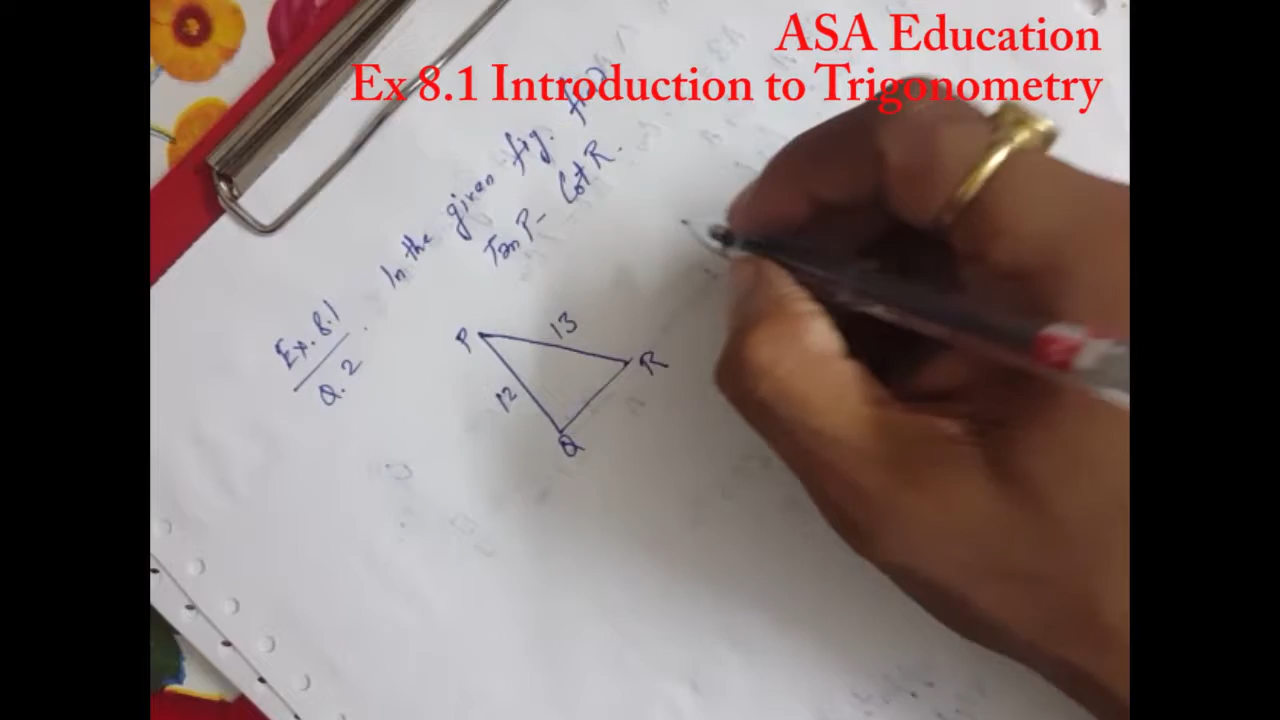 ASA Education
Ex 8.1 Introduction to Trigonometry
Ex. 8.1
Q. 2
In the given fig. find
Tan P - Cot R.
P
13
R
12
Q